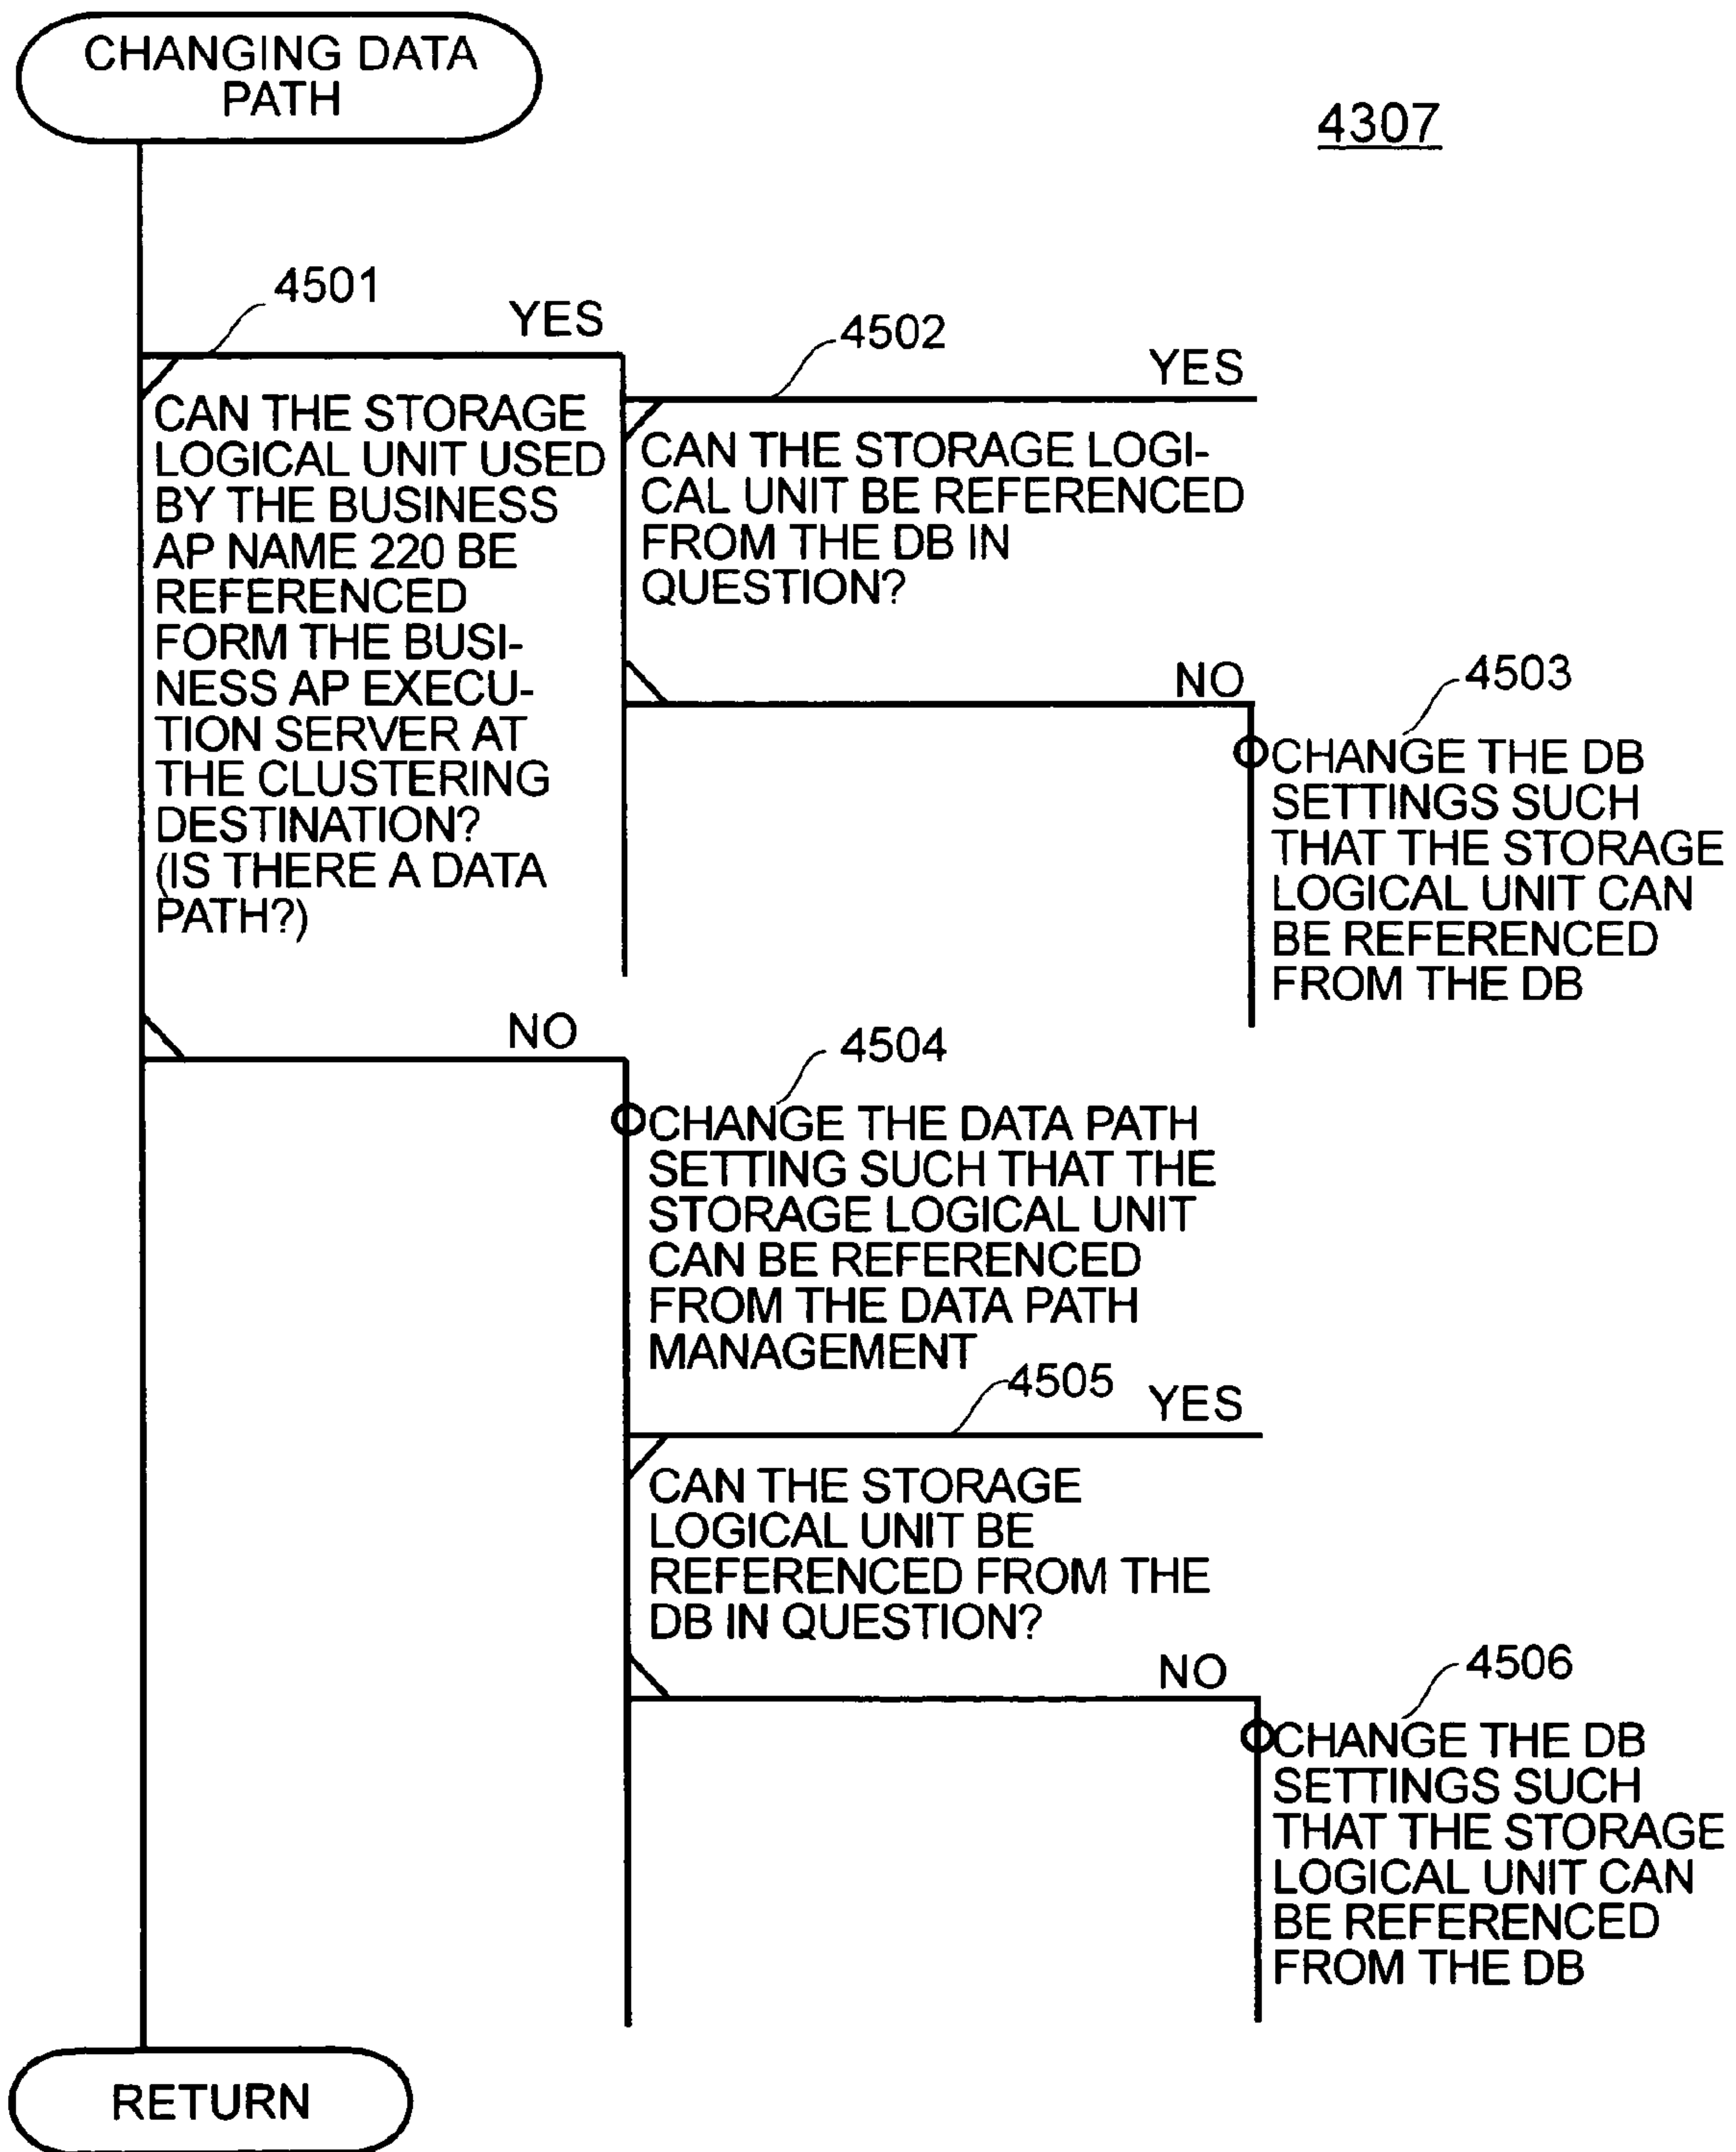 CHANGING DATA
PATH
4307
4501
YES
CAN THE STORAGE
LOGICAL UNIT USED
BY THE BUSINESS
AP NAME 220 BE
REFERENCED
FORM THE BUSI-
NESS AP EXECU-
TION SERVER AT
THE CLUSTERING
DESTINATION?
(IS THERE A DATA
PATH?)
4502
YES
CAN THE STORAGE LOGI-
CAL UNIT BE REFERENCED
FROM THE DB IN
QUESTION?
NO
4503
CHANGE THE DB
SETTINGS SUCH
THAT THE STORAGE
LOGICAL UNIT CAN
BE REFERENCED
FROM THE DB
NO
4504
CHANGE THE DATA PATH
SETTING SUCH THAT THE
STORAGE LOGICAL UNIT
CAN BE REFERENCED
FROM THE DATA PATH
MANAGEMENT
4505
YES
CAN THE STORAGE
LOGICAL UNIT BE
REFERENCED FROM THE
DB IN QUESTION?
NO
4506
CHANGE THE DB
SETTINGS SUCH
THAT THE STORAGE
LOGICAL UNIT CAN
BE REFERENCED
FROM THE DB
RETURN